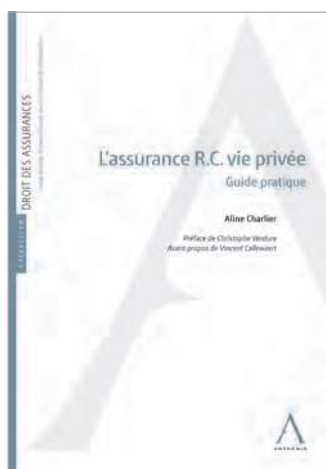 L'assurance R.C. vie privée
Guide pratique
Aline Charlier
Préface de Christophe Verdure
Avant-propos de Vincent Callewaert
COLLECTION
DROIT DES ASSURANCES
ANTHEMIS